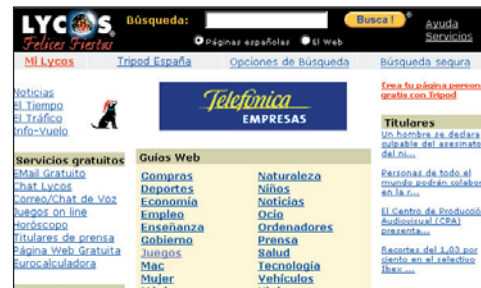 LYCOS
Felices Fiestas
Búsqueda:
Busca !
Ayuda
Servicios
Páginas españolas El Web
Mi Lycos Tripod España Opciones de Búsqueda Búsqueda segura
Noticias
El Tiempo
El Tráfico
Info-Vuelo
Telefónica
EMPRESAS
Crea tu página person
gratis con Tripod
Servicios gratuitos
EMail Gratuito
Chat Lycos
Correo/Chat de Voz
Juegos on line
Horóscopo
Titulares de prensa
Página Web Gratuita
Eurocalculadora
Guías Web
Compras
Deportes
Economía
Empleo
Enseñanza
Gobierno
Juegos
Mac
Mujer
Naturaleza
Niños
Noticias
Ocio
Ordenadores
Prensa
Salud
Tecnología
Vehículos
Titulares
Un hombre se declara
culpable del asesinato
del ni...
Personas de todo el
mundo podrán colabor
en la r...
El Centro de Producció
Audiovisual (CPA)
presenta...
Recortes del 1,03 por
ciento en el selectivo
Ibex ...